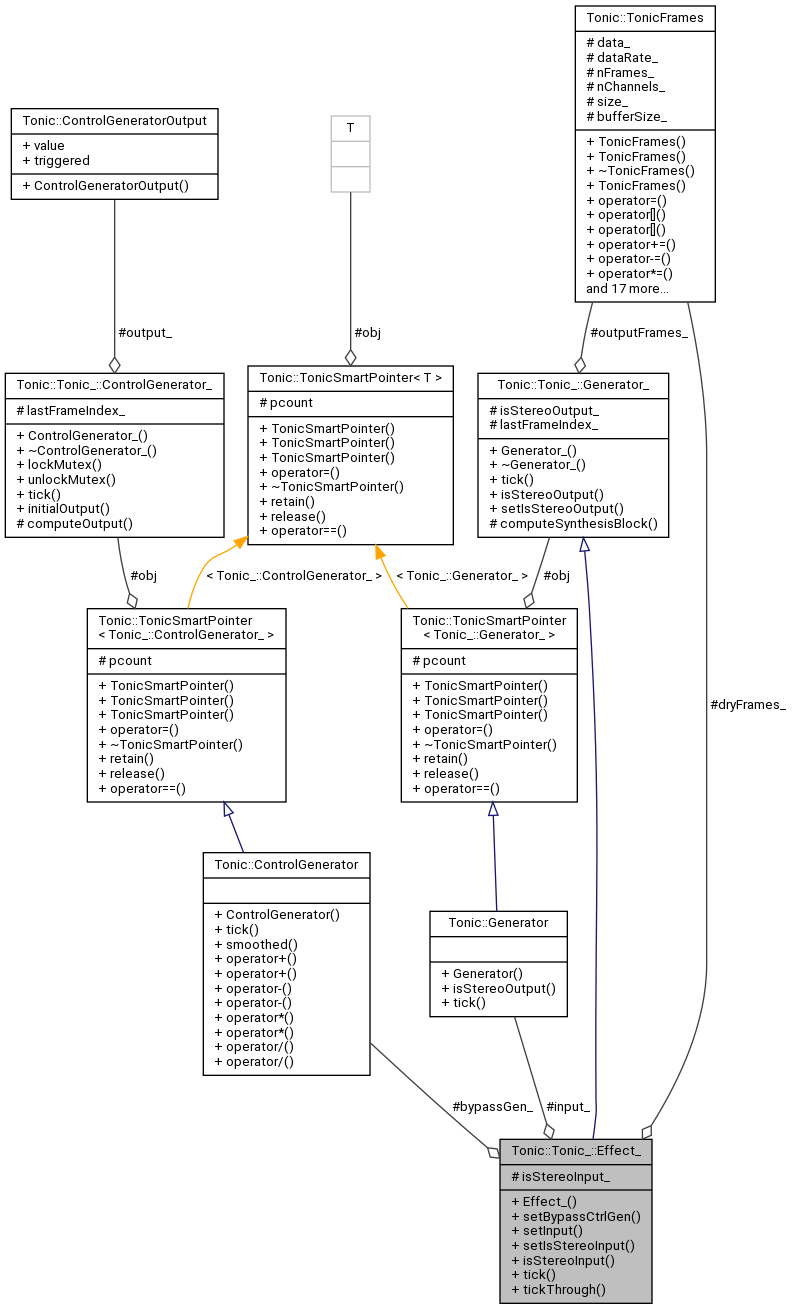 Tonic::TonicFrames
# data_
# dataRate_
# nFrames_
# nChannels_
# size_
# bufferSize_
+ TonicFrames()
+ TonicFrames()
+ ~TonicFrames()
+ TonicFrames()
+ operator=()
+ operator[]()
+ operator[]()
+ operator+=()
+ operator-=()
+ operator*=()
and 17 more...
Tonic::ControlGeneratorOutput
+ value
+ triggered
+ ControlGeneratorOutput()
T
#output_
#obj
#outputFrames_
Tonic::Tonic_::ControlGenerator_
# lastFrameIndex_
+ ControlGenerator_()
+ ~ControlGenerator_()
+ lockMutex()
+ unlockMutex()
+ tick()
+ initialOutput()
# computeOutput()
Tonic::TonicSmartPointer< T >
# pcount
+ TonicSmartPointer()
+ TonicSmartPointer()
+ TonicSmartPointer()
+ operator=()
+ ~TonicSmartPointer()
+ retain()
+ release()
+ operator==()
Tonic::Tonic_::Generator_
# isStereoOutput_
# lastFrameIndex_
+ Generator_()
+ ~Generator_()
+ tick()
+ isStereoOutput()
+ setIsStereoOutput()
# computeSynthesisBlock()
#obj
< Tonic_::ControlGenerator_ >
< Tonic_::Generator_ >
#obj
Tonic::TonicSmartPointer
< Tonic_::ControlGenerator_ >
# pcount
+ TonicSmartPointer()
+ TonicSmartPointer()
+ TonicSmartPointer()
+ operator=()
+ ~TonicSmartPointer()
+ retain()
+ release()
+ operator==()
Tonic::TonicSmartPointer
< Tonic_::Generator_ >
# pcount
+ TonicSmartPointer()
+ TonicSmartPointer()
+ TonicSmartPointer()
+ operator=()
+ ~TonicSmartPointer()
+ retain()
+ release()
+ operator==()
#dryFrames_
Tonic::ControlGenerator
+ ControlGenerator()
+ tick()
+ smoothed()
+ operator+()
+ operator+()
+ operator-()
+ operator-()
+ operator*()
+ operator*()
+ operator/()
+ operator/()
Tonic::Generator
+ Generator()
+ isStereoOutput()
+ tick()
#bypassGen_
#input_
Tonic::Tonic_::Effect_
# isStereoInput_
+ Effect_()
+ setBypassCtrlGen()
+ setInput()
+ setIsStereoInput()
+ isStereoInput()
+ tick()
+ tickThrough()